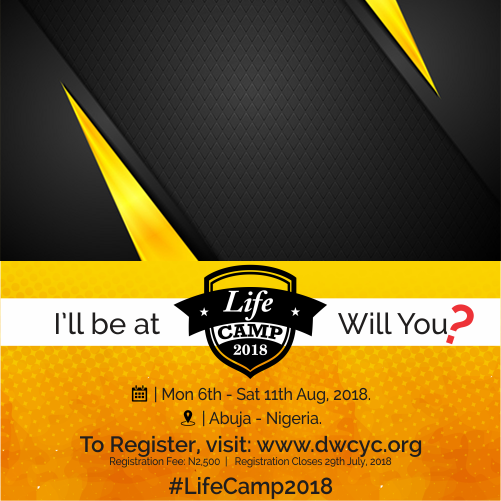 I'll be at
Life
CAMP
2018
Will You?
| Mon 6th - Sat 11th Aug, 2018.
| Abuja - Nigeria.
To Register, visit: www.dwcyc.org
Registration Fee: N2,500 | Registration Closes 29th July, 2018
#LifeCamp2018